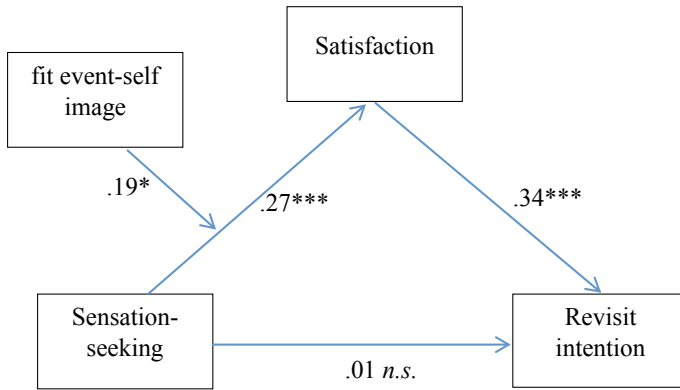 Satisfaction
fit event-self
image
.19*
.27***
.34***
Sensation-
seeking
Revisit
intention
.01 n.s.